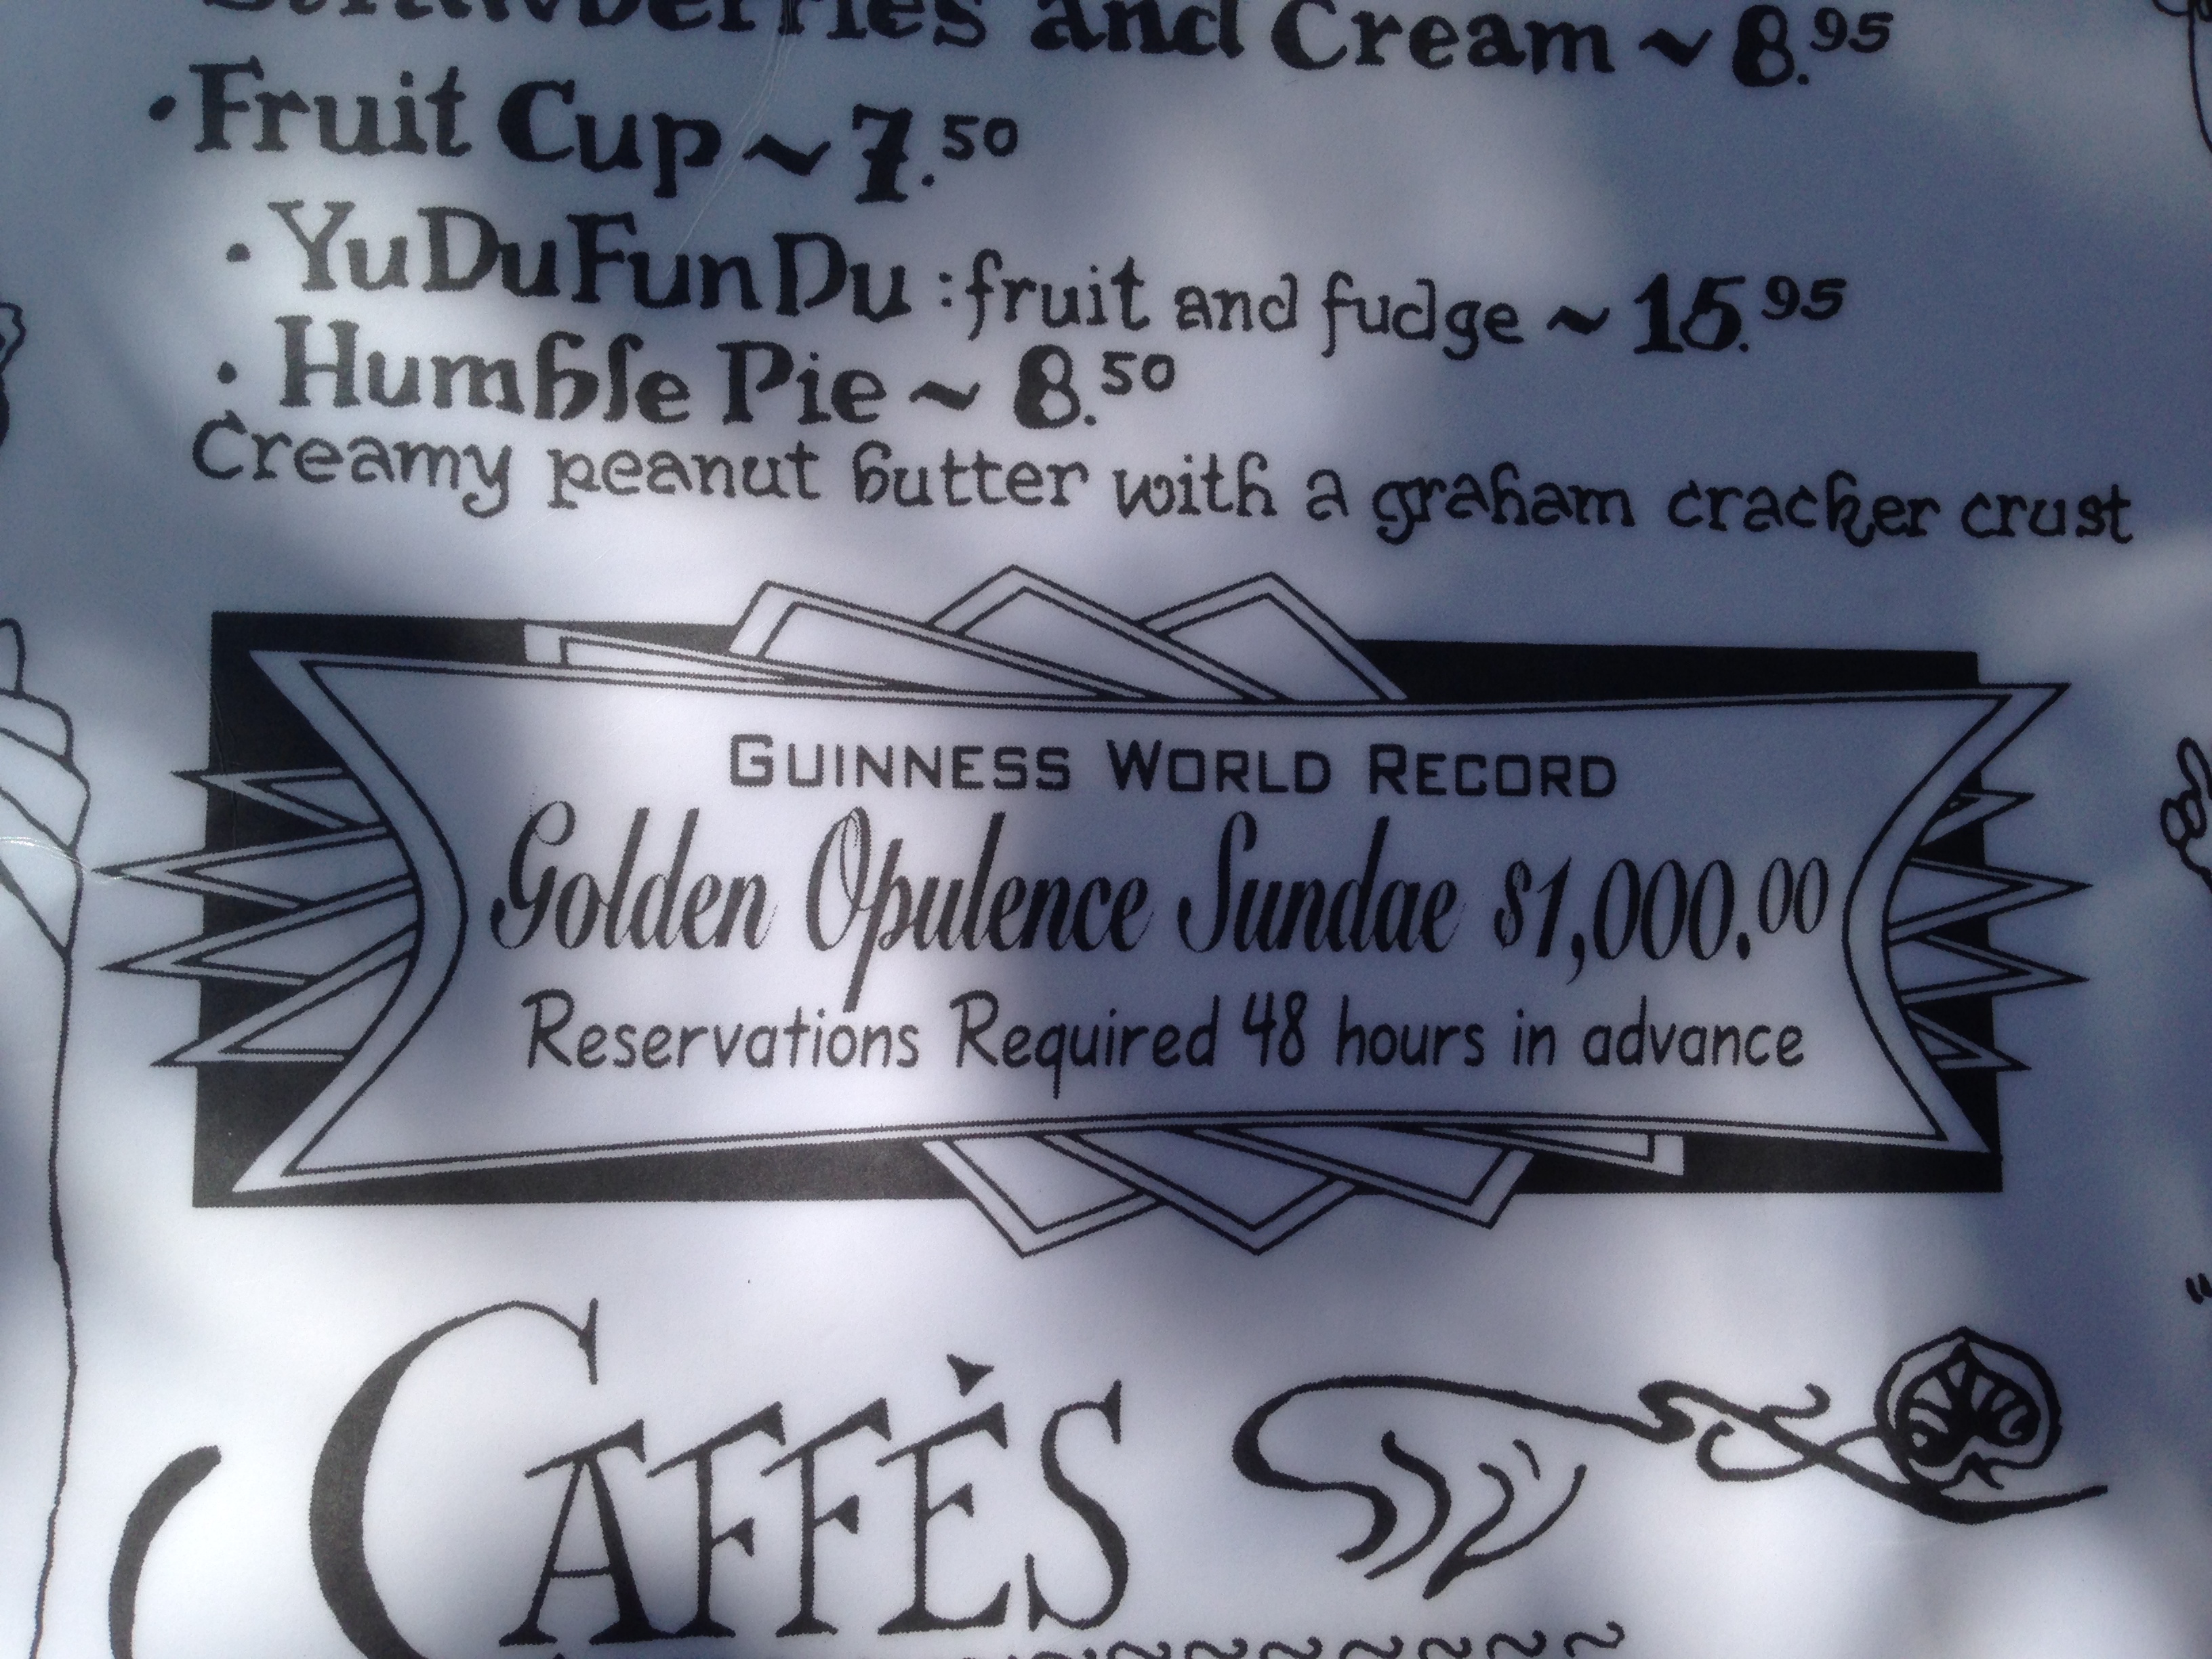 Strawberries and Cream ~ 8.95
·Fruit Cup ~ 7.50
· YuDuFunDu : fruit and fudge ~ 15.95
· Humble Pie ~ 8.50
Creamy peanut butter with a graham cracker crust
GUINNESS WORLD RECORD
Golden Opulence Sundae $1,000.00
Reservations Required 48 hours in advance
CAFFÈS